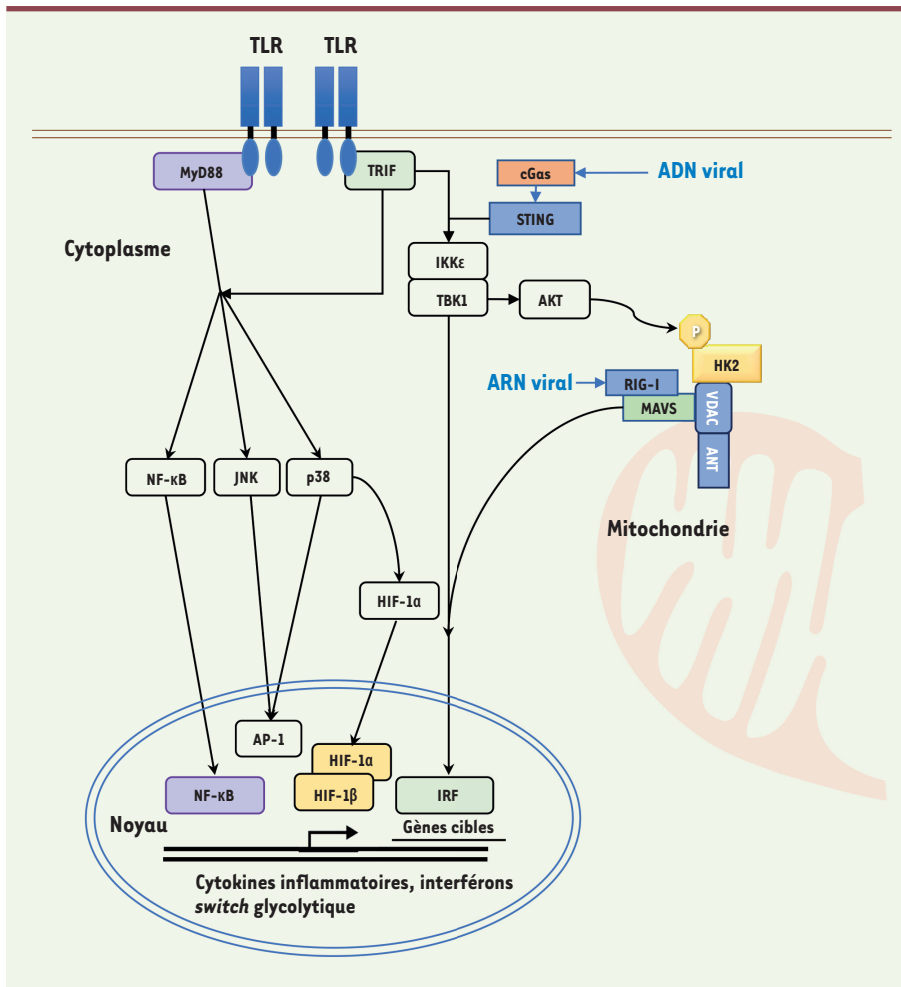 TLR TLR
MyD88
TRIF
cGas
ADN viral
STING
Cytoplasme
IKKε
TBK1
AKT
P
HK2
ARN viral
RIG-I
MAVS
VDAC
ANT
NF-κB
JNK
p38
Mitochondrie
HIF-1α
AP-1
HIF-1α
NF-κB
HIF-1β
IRF
Noyau
Gènes cibles
Cytokines inflammatoires, interférons
switch glycolytique